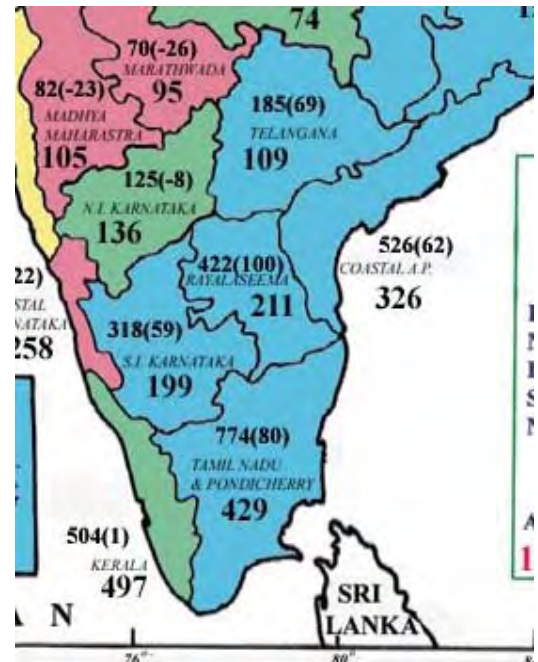 74
70(-26)
MARATHWADA
95
82(-23)
MADHYA
MAHARASTRA
105
185(69)
TELANGANA
109
125(-8)
N.I. KARNATAKA
136
422(100)
RAYALASEEMA
211
526(62)
COASTAL A.P.
326
22)
STAL
NATAKA
258
318(59)
S.I. KARNATAKA
199
774(80)
TAMIL NADU
& PONDICHERRY
429
504(1)
KERALA
497
SRI
LANKA
A N
76°
80°